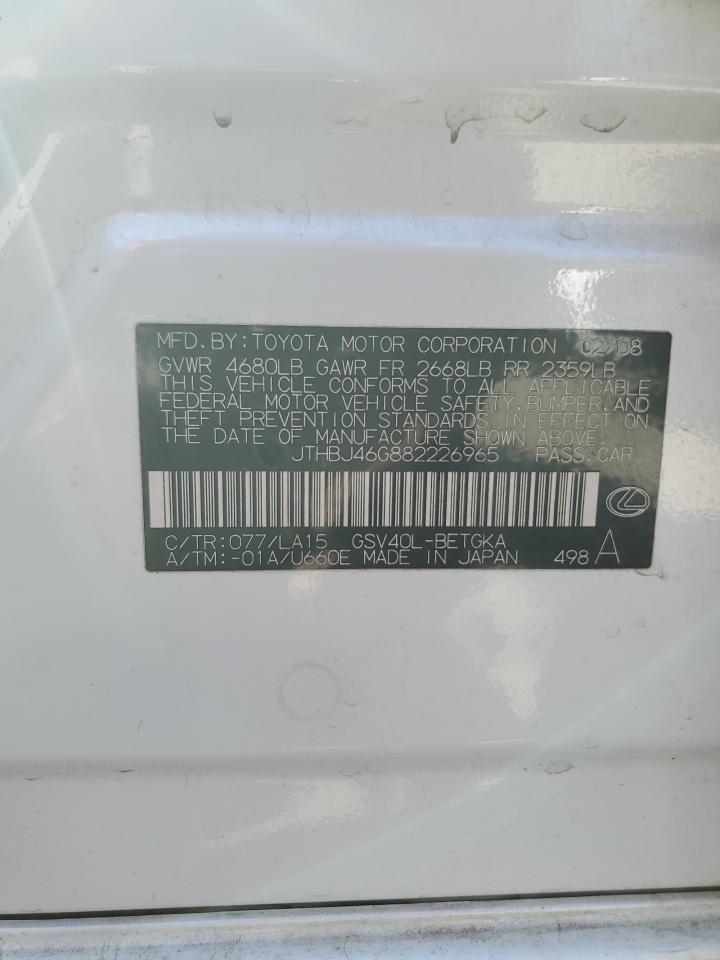 MFD.BY:TOYOTA MOTOR CORPORATION 02/08
GVWR 4680LB GAWR FR 2668LB RR 2359LB
THIS VEHICLE CONFORMS TO ALL APPLICABLE
FEDERAL MOTOR VEHICLE SAFETY,BUMPER,AND
THEFT PREVENTION STANDARDS IN EFFECT ON
THE DATE OF MANUFACTURE SHOWN ABOVE.
JTHBJ46G882226965 PASS.CAR
C/TR:077/LA15 GSV40L-BETGKA
A/TM:-01A/U660E MADE IN JAPAN 498 A